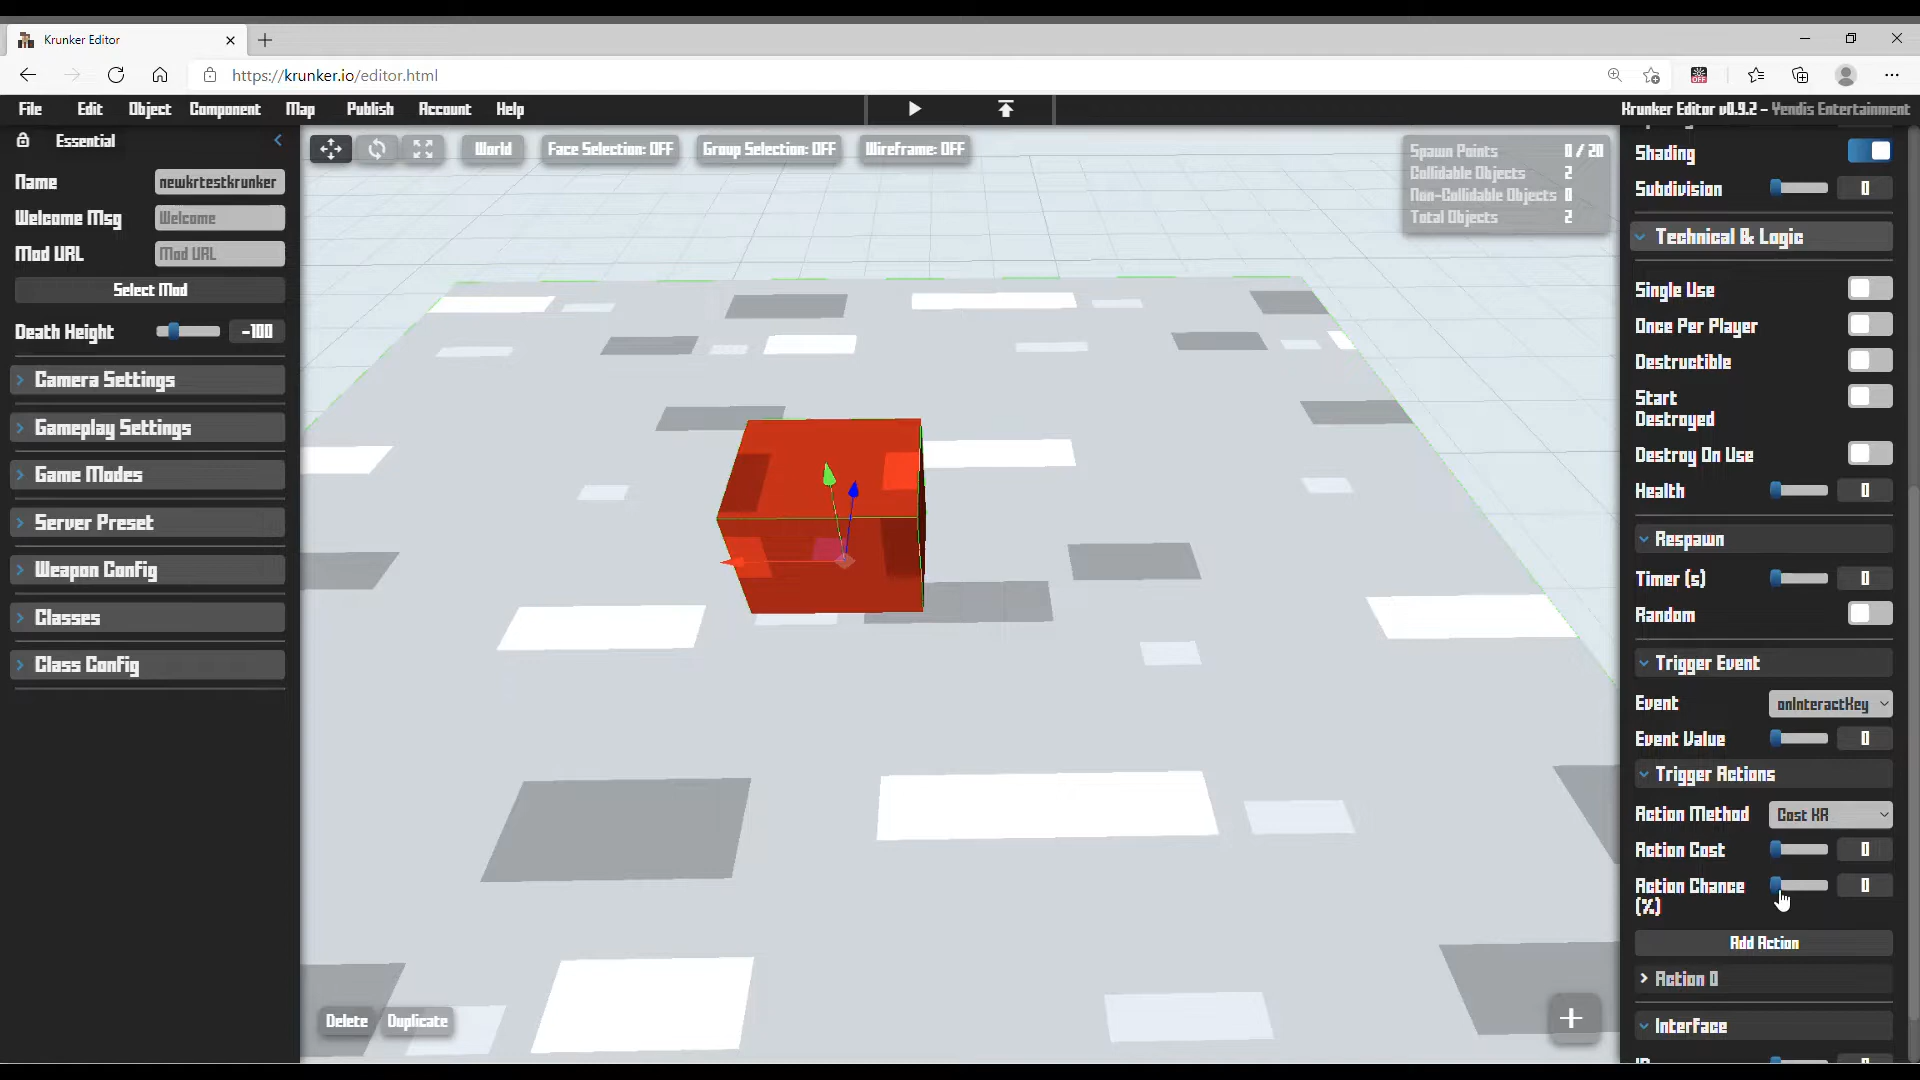 Krunker Editor
https://krunker.io/editor.html
File Edit Object Component Map Publish Account Help
Krunker Editor v0.9.2 - Yendis Entertainment
Essential
Name newkrtestkrunker
Welcome Msg Welcome
Mod URL Mod URL
Select Mod
Death Height -100
Camera Settings
Gameplay Settings
Game Modes
Server Preset
Weapon Config
Classes
Class Config
World Face Selection: OFF Group Selection: OFF Wireframe: OFF
Spawn Points 0 / 20
Collidable Objects 2
Non-Collidable Objects 0
Total Objects 2
Delete Duplicate
+
Shading
Subdivision 0
Technical & Logic
Single Use
Once Per Player
Destructible
Start
Destroyed
Destroy On Use
Health 0
Respawn
Timer (s) 0
Random
Trigger Event
Event onInteractKey
Event Value 0
Trigger Actions
Action Method Cost KR
Action Cost 0
Action Chance 0
(%)
Add Action
Action 0
Interface